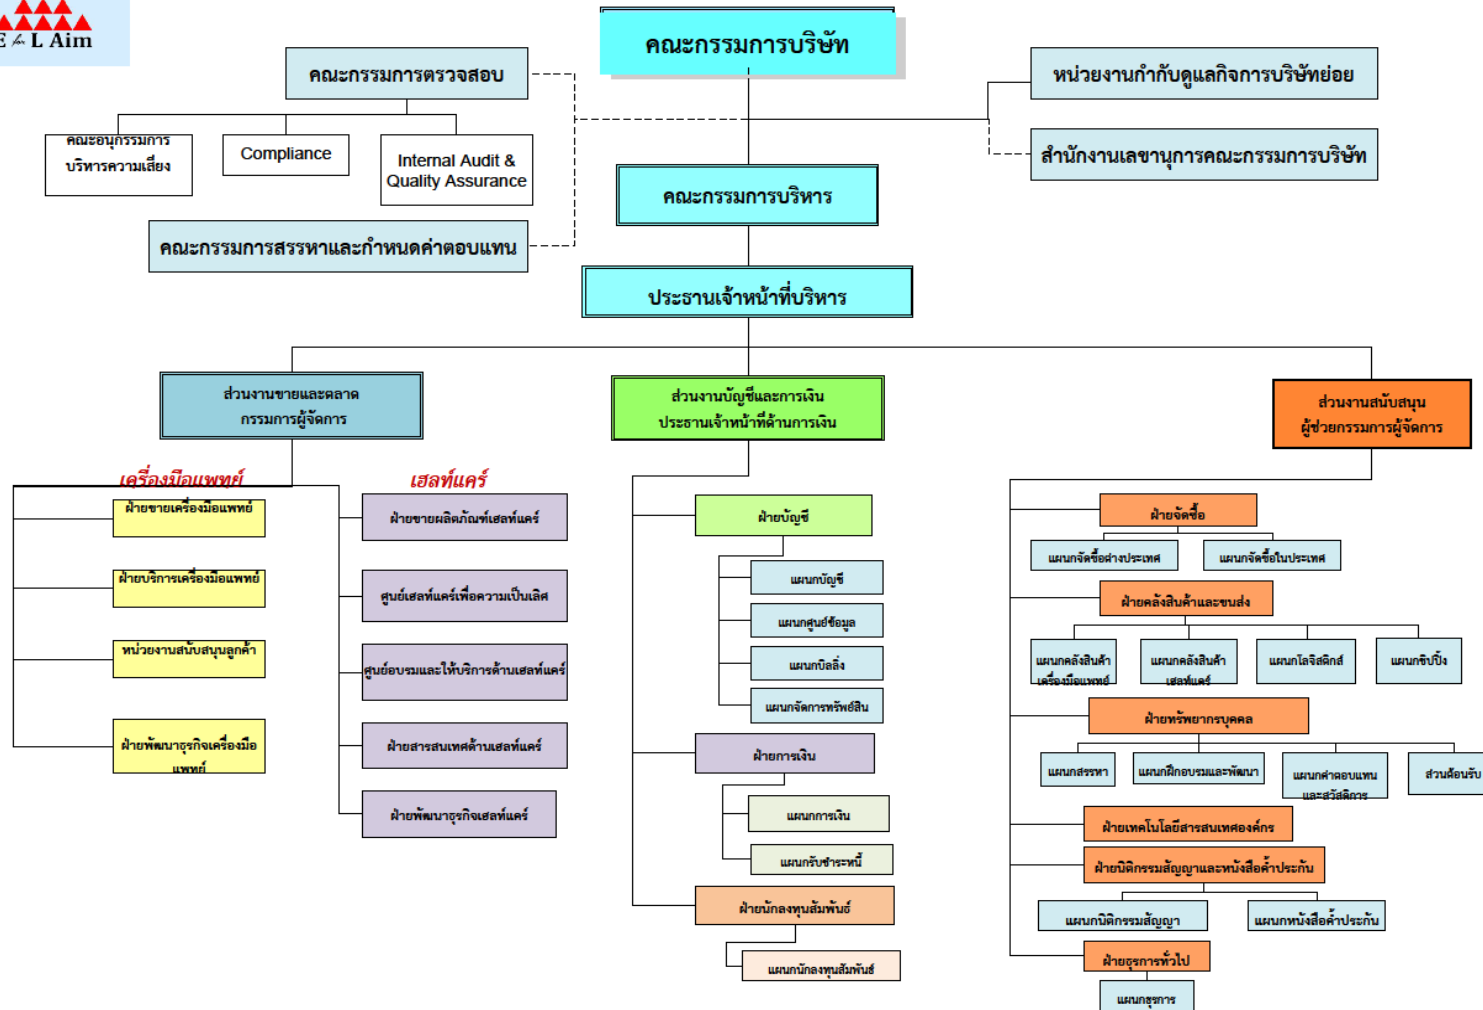 E for L Aim
คณะกรรมการบริษัท
คณะกรรมการตรวจสอบ
หน่วยงานกำกับดูแลกิจการบริษัทย่อย
คณะอนุกรรมการ
บริหารความเสี่ยง
Compliance
Internal Audit &
Quality Assurance
สำนักงานเลขานุการคณะกรรมการบริษัท
คณะกรรมการบริหาร
คณะกรรมการสรรหาและกำหนดค่าตอบแทน
ประธานเจ้าหน้าที่บริหาร
ส่วนงานขายและตลาด
กรรมการผู้จัดการ
ส่วนงานบัญชีและการเงิน
ประธานเจ้าหน้าที่ด้านการเงิน
ส่วนงานสนับสนุน
ผู้ช่วยกรรมการผู้จัดการ
เครื่องมือแพทย์
ฝ่ายขายเครื่องมือแพทย์
ฝ่ายบริการเครื่องมือแพทย์
หน่วยงานสนับสนุนลูกค้า
ฝ่ายพัฒนาธุรกิจเครื่องมือ
แพทย์
เฮลท์แคร์
ฝ่ายขายผลิตภัณฑ์เฮลท์แคร์
ศูนย์เฮลท์แคร์เพื่อความเป็นเลิศ
ศูนย์อบรมและให้บริการด้านเฮลท์แคร์
ฝ่ายสารสนเทศด้านเฮลท์แคร์
ฝ่ายพัฒนาธุรกิจเฮลท์แคร์
ฝ่ายบัญชี
แผนกบัญชี
แผนกศูนย์ข้อมูล
แผนกบิลลิ่ง
แผนกจัดการทรัพย์สิน
ฝ่ายการเงิน
แผนกการเงิน
แผนกรับชำระหนี้
ฝ่ายนักลงทุนสัมพันธ์
แผนกนักลงทุนสัมพันธ์
ฝ่ายจัดซื้อ
แผนกจัดซื้อต่างประเทศ
แผนกจัดซื้อในประเทศ
ฝ่ายคลังสินค้าและขนส่ง
แผนกคลังสินค้า
เครื่องมือแพทย์
แผนกคลังสินค้า
เฮลท์แคร์
แผนกโลจิสติกส์
แผนกชิปปิ้ง
ฝ่ายทรัพยากรบุคคล
แผนกสรรหา
แผนกฝึกอบรมและพัฒนา
แผนกค่าตอบแทน
และสวัสดิการ
ส่วนต้อนรับ
ฝ่ายเทคโนโลยีสารสนเทศองค์กร
ฝ่ายนิติกรรมสัญญาและหนังสือค้ำประกัน
แผนกนิติกรรมสัญญา
แผนกหนังสือค้ำประกัน
ฝ่ายธุรการทั่วไป
แผนกธุรการ